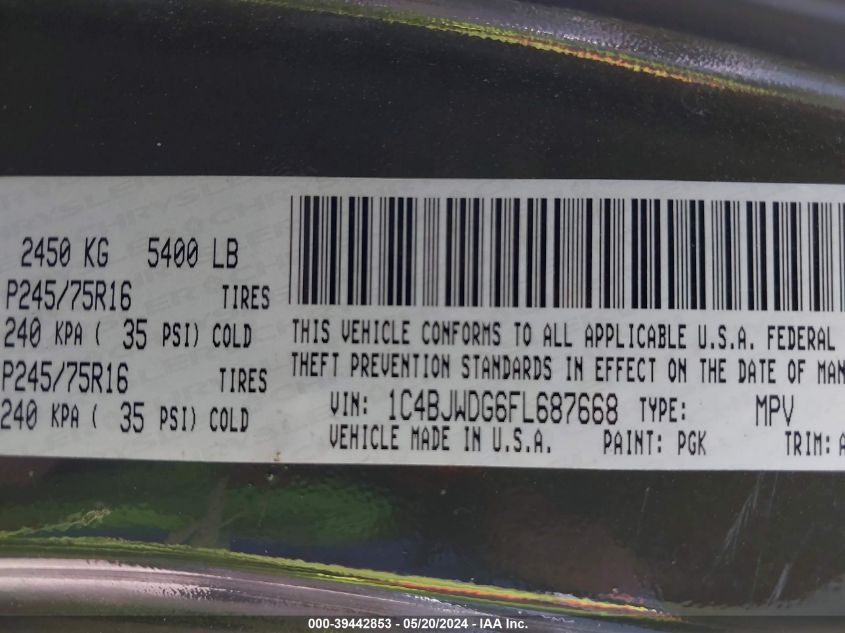 2450 KG 5400 LB
P245/75R16 TIRES
240 KPA ( 35 PSI) COLD
P245/75R16 TIRES
240 KPA ( 35 PSI) COLD
THIS VEHICLE CONFORMS TO ALL APPLICABLE U.S.A. FEDERAL
THEFT PREVENTION STANDARDS IN EFFECT ON THE DATE OF MAN
VIN: 1C4BJWDG6FL687668 TYPE: MPV
VEHICLE MADE IN U.S.A. PAINT: PGK TRIM: A
000-39442853 - 05/20/2024 - IAA Inc.